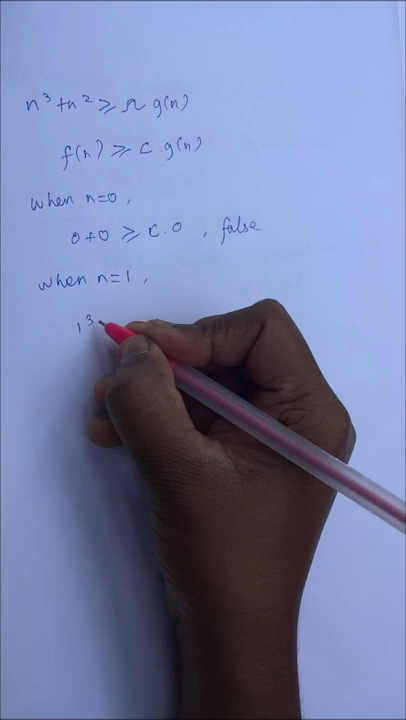 n³ + n² ≥ Ω g(n)
f(n) ≥ c . g(n)
when n=0,
0+0 ≥ c . 0 , false
when n=1 ,
1³